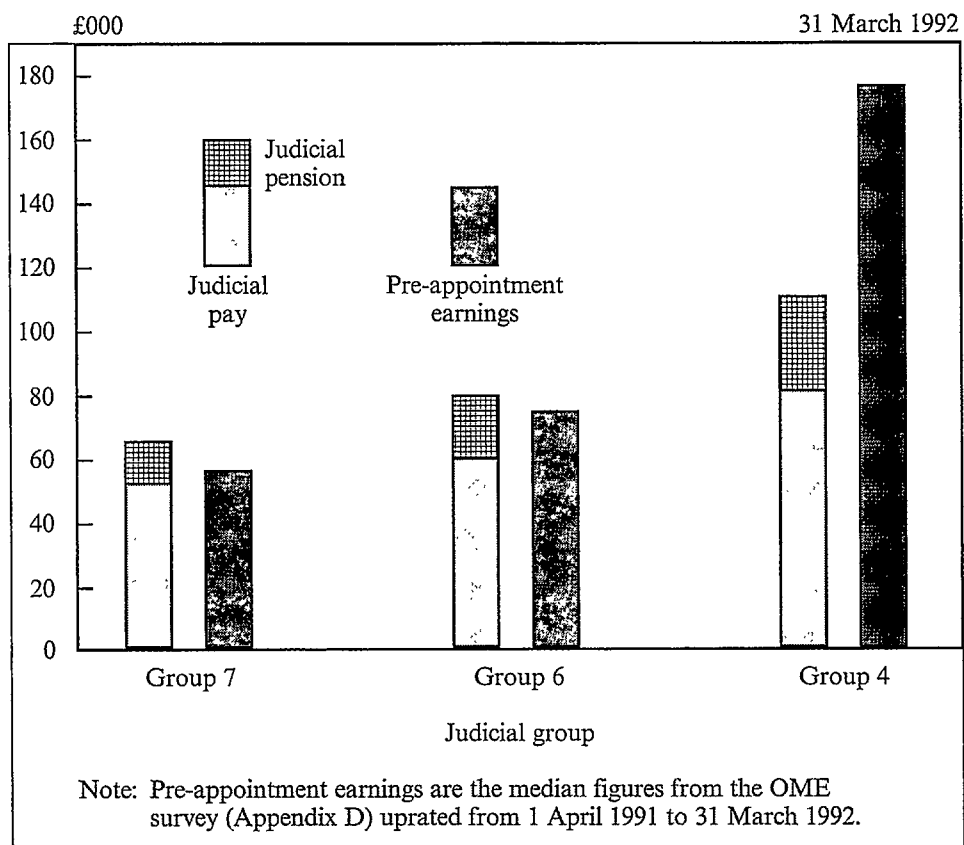 £000 31 March 1992
180
160
140
120
100
80
60
40
20
0
Judicial
pension
Judicial
pay
Pre-appointment
earnings
Group 7 Group 6 Group 4
Judicial group
Note: Pre-appointment earnings are the median figures from the OME
survey (Appendix D) uprated from 1 April 1991 to 31 March 1992.